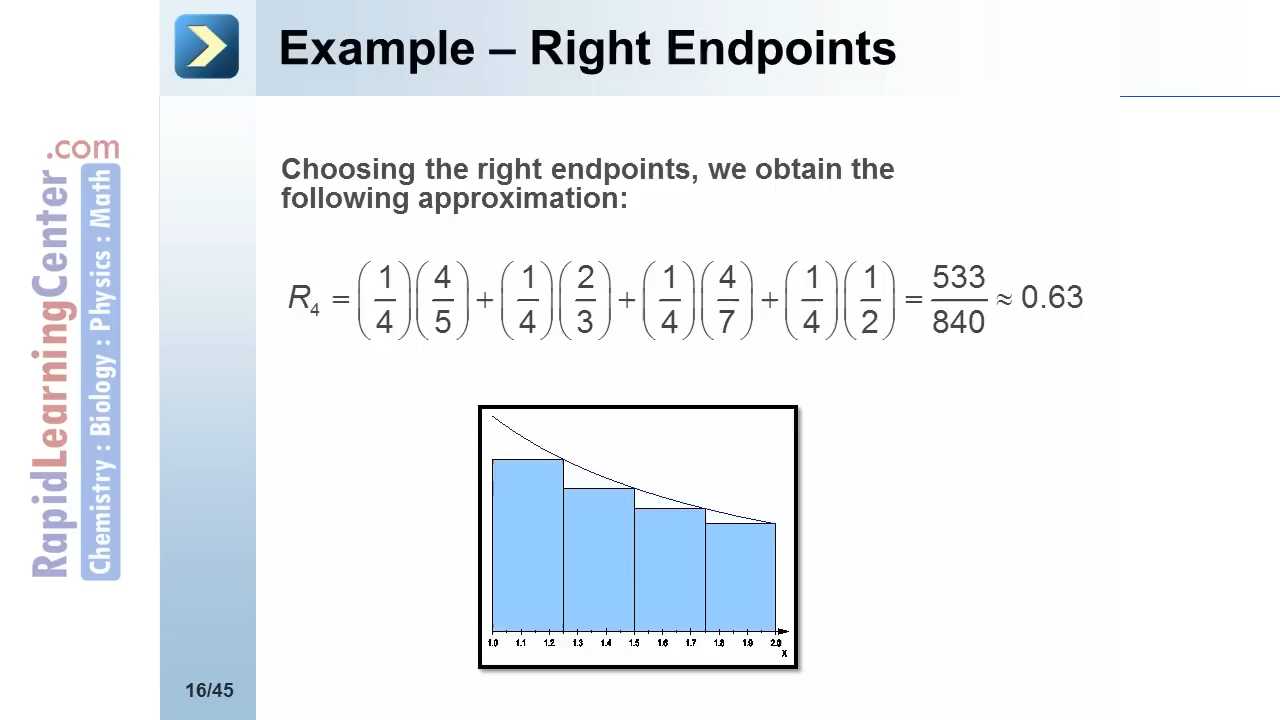 Example – Right Endpoints
RapidLearningCenter.com
Chemistry : Biology : Physics : Math
Choosing the right endpoints, we obtain the
following approximation:
R₄ = (1/4)(4/5) + (1/4)(2/3) + (1/4)(4/7) + (1/4)(1/2) = 533/840 ≈ 0.63
1.0 1.1 1.2 1.3 1.4 1.5 1.6 1.7 1.8 1.9 2.0
x
16/45